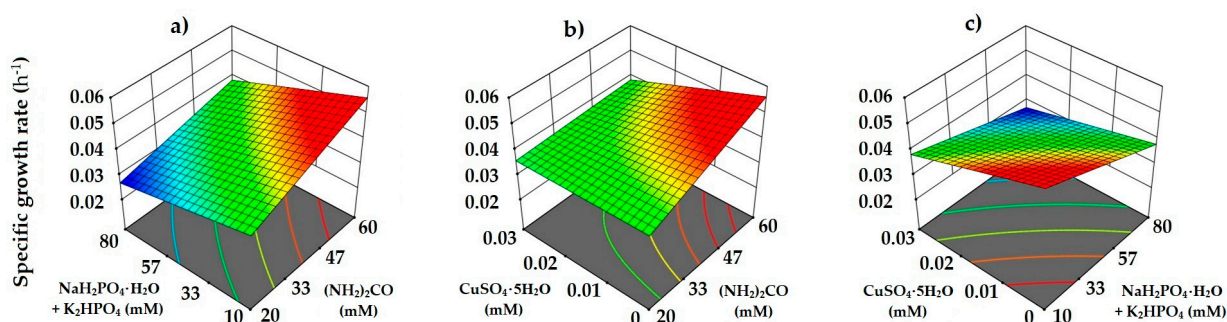 a)
b)
c)
Specific growth rate (h⁻¹)
0.06
0.05
0.04
0.03
0.02
80
57
33
10
20
33
47
60
NaH₂PO₄·H₂O
+ K₂HPO₄ (mM)
(NH₂)₂CO
(mM)
0.06
0.05
0.04
0.03
0.02
0.03
0.02
0.01
0
20
33
47
60
CuSO₄·5H₂O
(mM)
(NH₂)₂CO
(mM)
0.06
0.05
0.04
0.03
0.02
0.03
0.02
0.01
0
10
33
57
80
CuSO₄·5H₂O
(mM)
NaH₂PO₄·H₂O
+ K₂HPO₄ (mM)